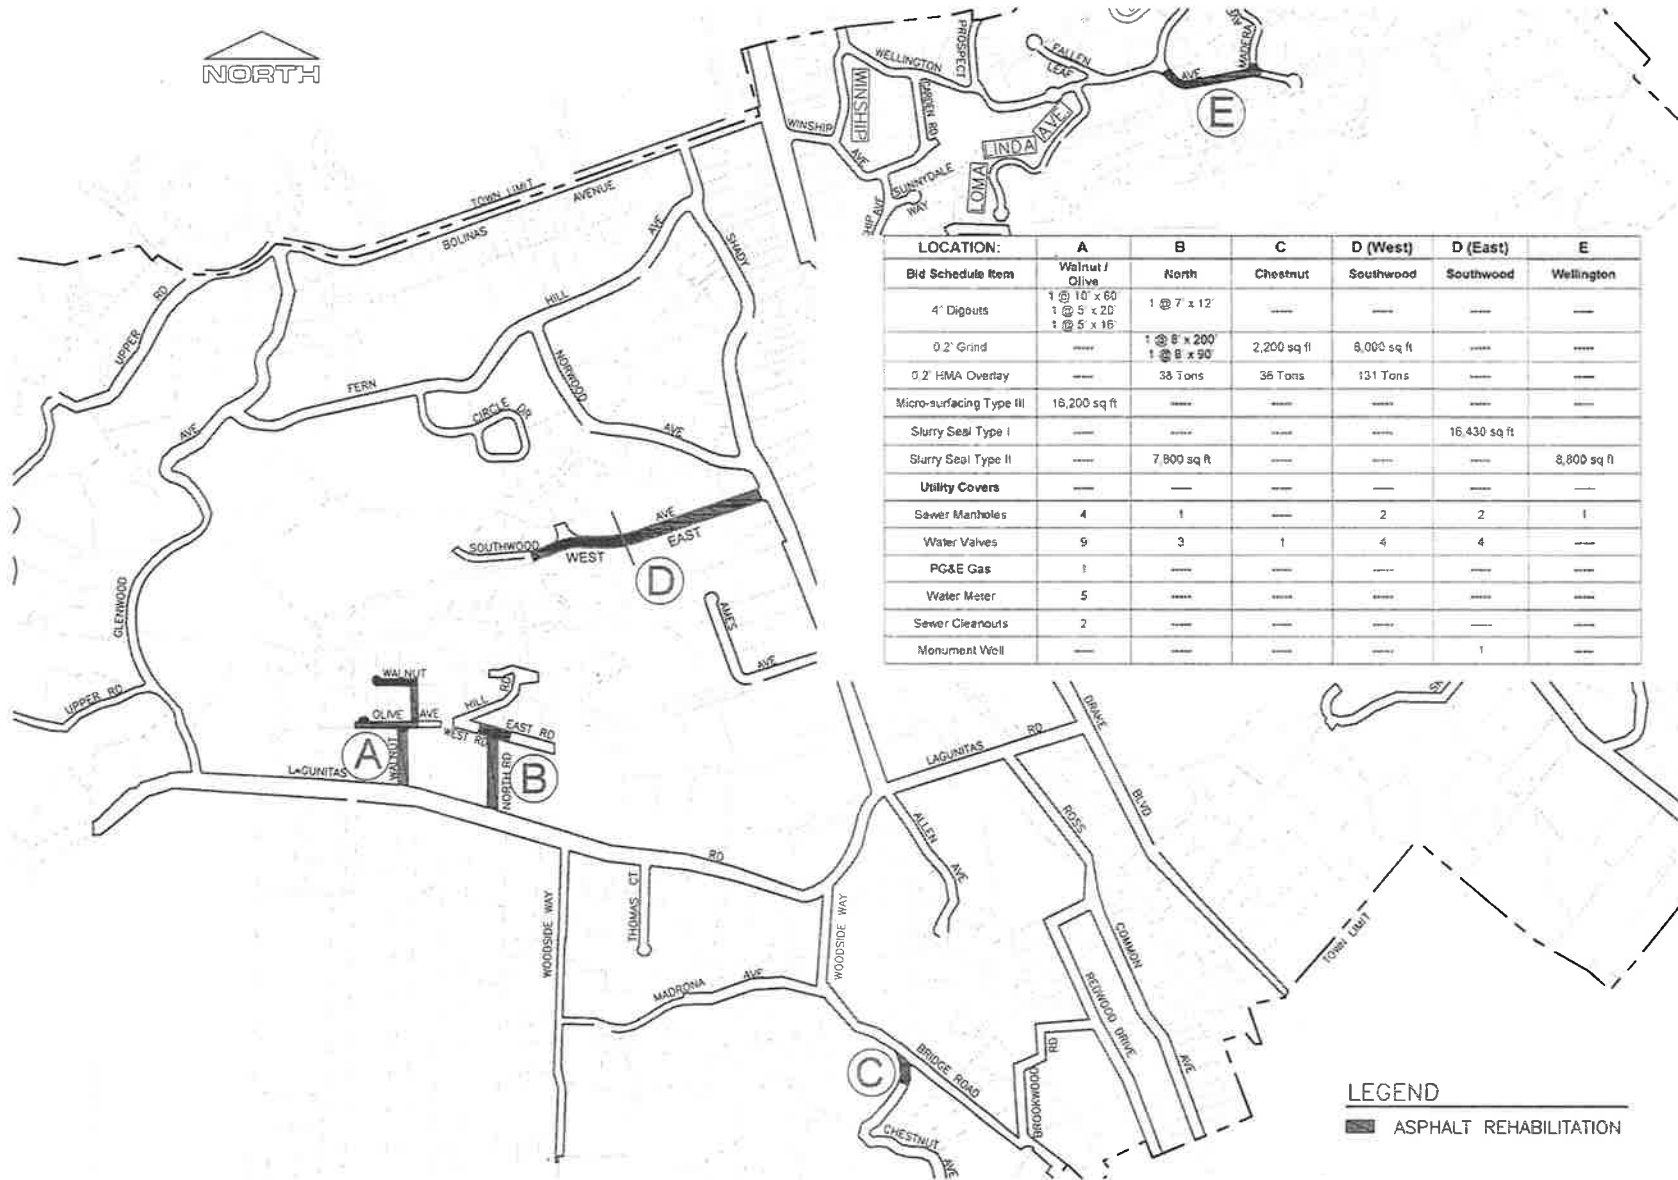 NORTH
TOWN LIMIT
BOLINAS
AVENUE
UPPER
RD
HILL
AVE
SHADY
FERN
AVE
NORWOOD
AVE
CIRCLE DR
GLENWOOD
UPPER RD
SOUTHWOOD
AVE
WEST
EAST
D
AMES
AVE
WINSHIP
AVE
WINSHIP
WELLINGTON
PROSPECT
GARDEN RD
SUNNYDALE
WAY
FALLEN
LEAF
LOMA
LINDA
AVE
AVE
MADERA
E
LOCATION: A B C D (West) D (East) E
Bid Schedule Item Walnut / Olive North Chestnut Southwood Southwood Wellington
4" Digouts 1 @ 10' x 60' 1 @ 5' x 20' 1 @ 5' x 16' 1 @ 7' x 12' ---- ---- ---- ----
0.2' Grind ---- 1 @ 8' x 200' 1 @ 8' x 90' 2,200 sq ft 8,000 sq ft ---- ----
0.2' HMA Overlay ---- 38 Tons 36 Tons 131 Tons ---- ----
Micro-surfacing Type III 16,200 sq ft ---- ---- ---- ---- ----
Slurry Seal Type I ---- ---- ---- ---- 16,430 sq ft
Slurry Seal Type II ---- 7,800 sq ft ---- ---- ---- 8,800 sq ft
Utility Covers ---- ---- ---- ---- ---- ----
Sewer Manholes 4 1 ---- 2 2 1
Water Valves 9 3 1 4 4 ----
PG&E Gas 1 ---- ---- ---- ---- ----
Water Meter 5 ---- ---- ---- ---- ----
Sewer Cleanouts 2 ---- ---- ---- ---- ----
Monument Well ---- ---- ---- ---- 1 ----
WALNUT
OLIVE AVE
WALNUT
A
HILL
RD
WEST RD
EAST RD
NORTH RD
B
LAGUNITAS
RD
WOODSIDE WAY
THOMAS CT
WOODSIDE WAY
MADRONA
AVE
LAGUNITAS
RD
DRAKE
BLVD
ALLEN
AVE
ROSS
COMMON
AVE
REDWOOD DRIVE
BROOKWOOD
RD
BRIDGE ROAD
C
CHESTNUT
AVE
TOWN LIMIT
LEGEND
ASPHALT REHABILITATION